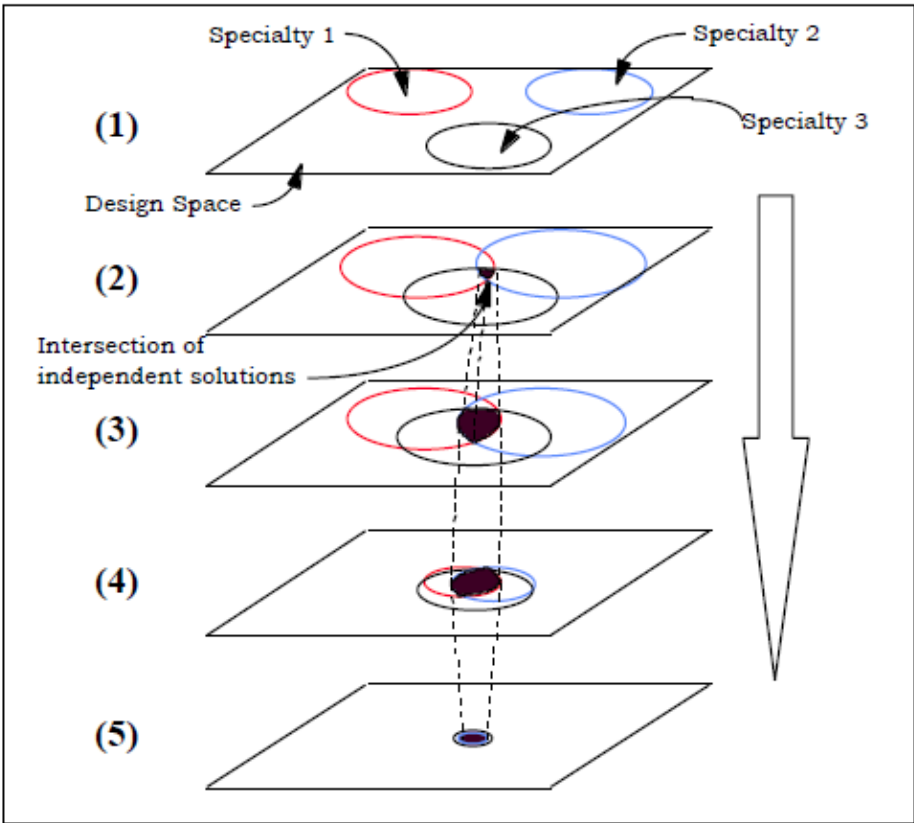 Specialty 1
Specialty 2
(1)
Specialty 3
Design Space
(2)
Intersection of
independent solutions
(3)
(4)
(5)